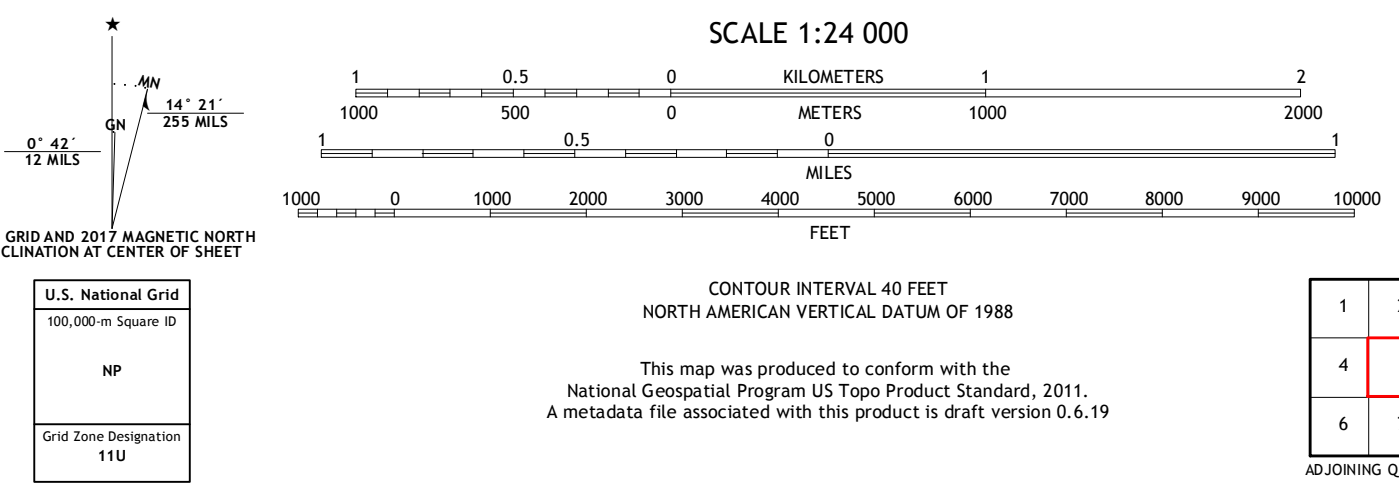 ★
MN
14° 21´
255 MILS
GN
0° 42´
12 MILS
GRID AND 2017 MAGNETIC NORTH
CLINATION AT CENTER OF SHEET
U.S. National Grid
100,000-m Square ID
NP
Grid Zone Designation
11U
SCALE 1:24 000
1 0.5 0 KILOMETERS 1 2
1000 500 0 METERS 1000 2000
1 0.5 0 1
MILES
1000 0 1000 2000 3000 4000 5000 6000 7000 8000 9000 10000
FEET
CONTOUR INTERVAL 40 FEET
NORTH AMERICAN VERTICAL DATUM OF 1988
This map was produced to conform with the
National Geospatial Program US Topo Product Standard, 2011.
A metadata file associated with this product is draft version 0.6.19
1
4
6
ADJOINING Q